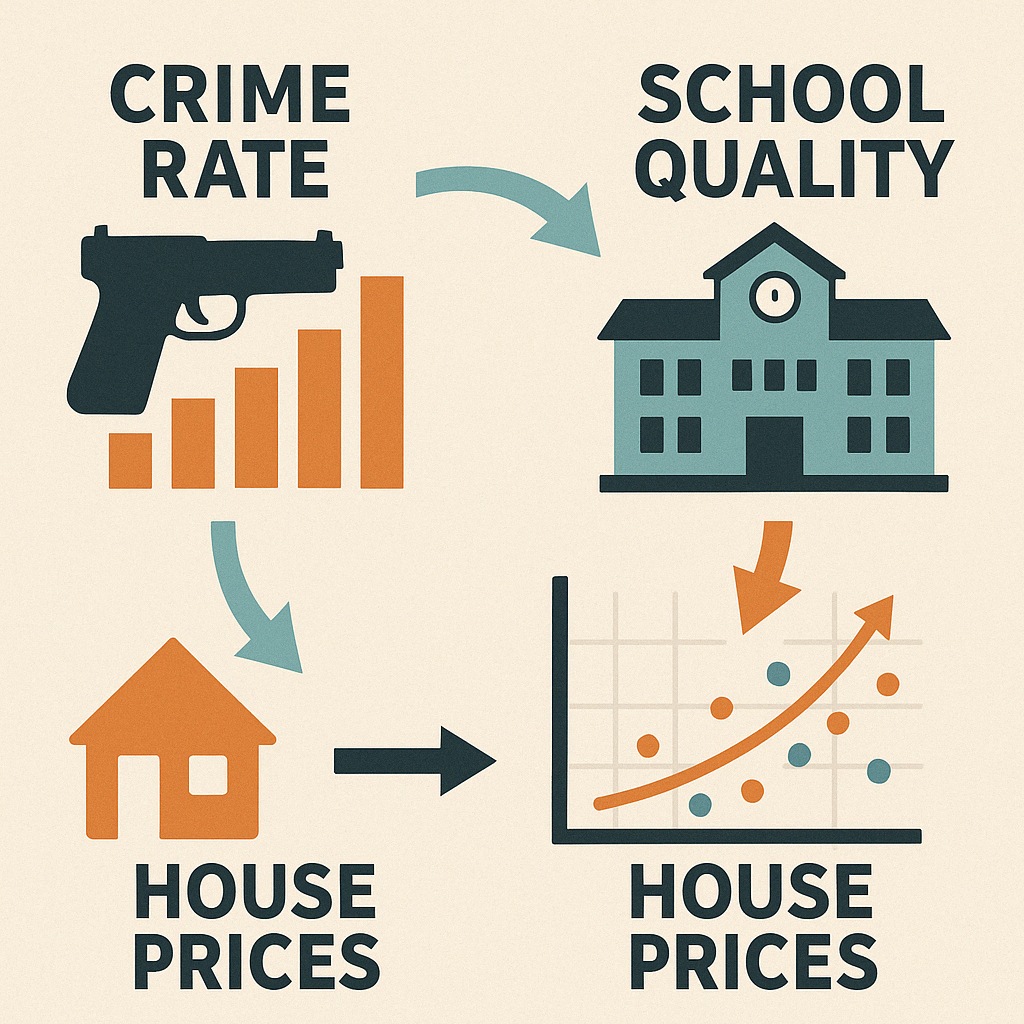 CRIME
RATE
SCHOOL
QUALITY
HOUSE
PRICES
HOUSE
PRICES